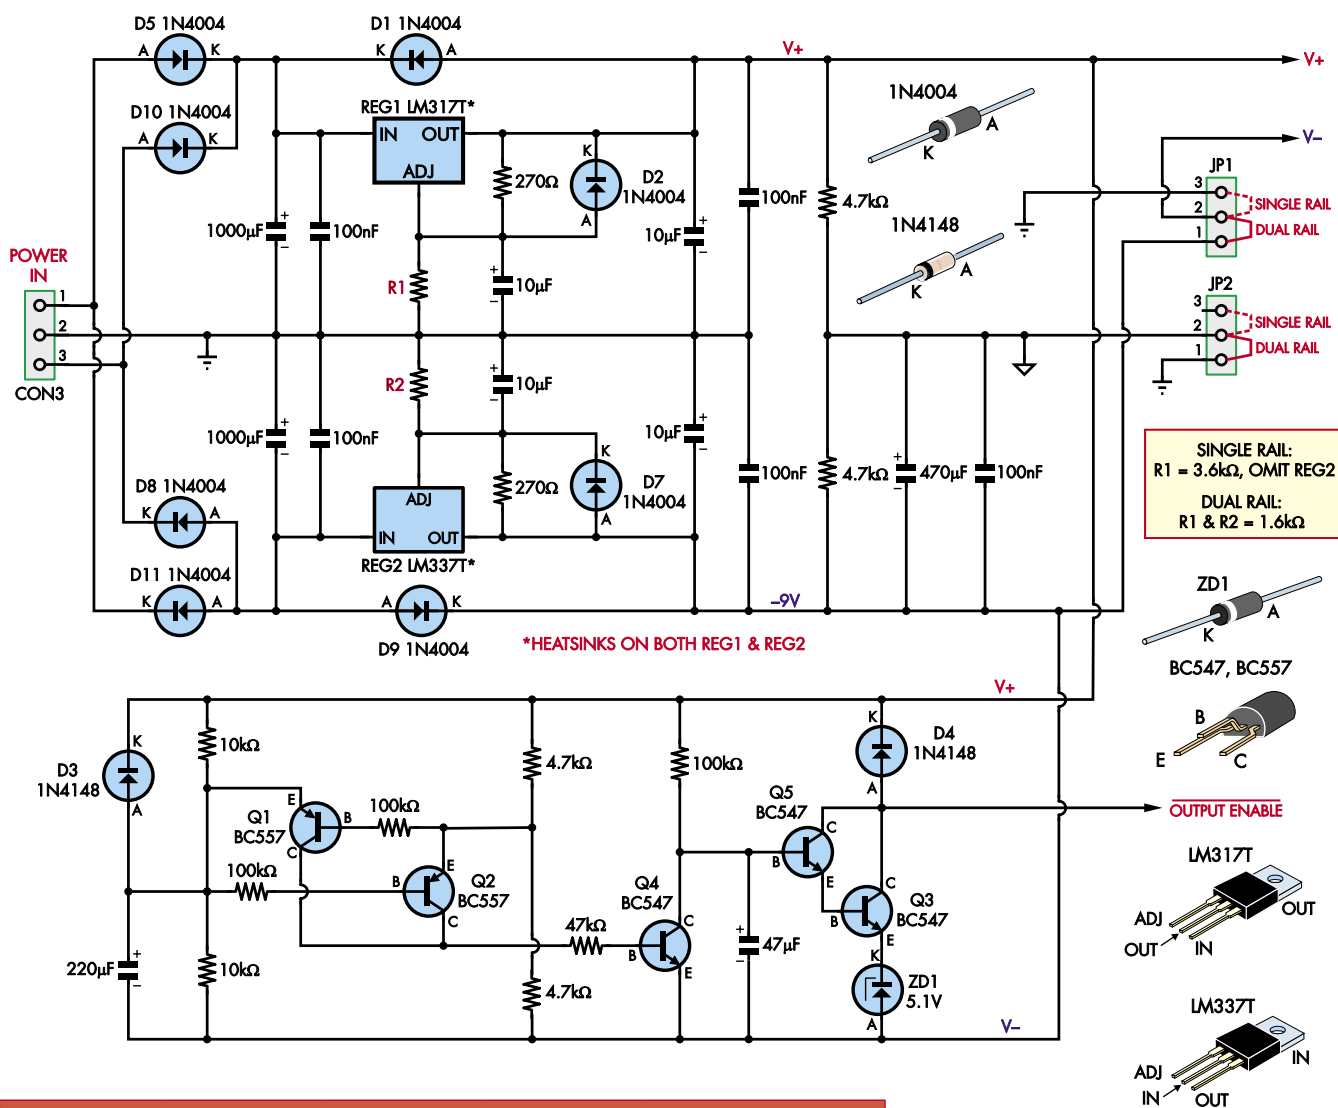 D5 1N4004
A
K
D1 1N4004
K
A
V+
V+
D10 1N4004
A
K
REG1 LM317T*
IN
OUT
ADJ
270Ω
K
D2
1N4004
A
1N4004
K
A
V–
JP1
3
2
1
SINGLE RAIL
DUAL RAIL
1000µF
+
–
100nF
10µF
+
–
100nF
4.7kΩ
1N4148
K
A
POWER
IN
1
2
3
CON3
R1
+
–
10µF
JP2
3
2
1
SINGLE RAIL
DUAL RAIL
R2
+
–
10µF
1000µF
+
–
100nF
10µF
+
–
100nF
4.7kΩ
+
–
470µF
100nF
SINGLE RAIL:
R1 = 3.6kΩ, OMIT REG2
DUAL RAIL:
R1 & R2 = 1.6kΩ
D8 1N4004
K
A
ADJ
IN
OUT
REG2 LM337T*
270Ω
K
D7
1N4004
A
D11 1N4004
K
A
A
K
D9 1N4004
–9V
*HEATSINKS ON BOTH REG1 & REG2
ZD1
K
A
BC547, BC557
B
E
C
V+
K
D3
1N4148
A
10kΩ
E
Q1
BC557
C
B
100kΩ
4.7kΩ
100kΩ
K
D4
1N4148
A
Q5
BC547
C
B
E
OUTPUT ENABLE
100kΩ
B
E
Q2
BC557
C
Q4
BC547
C
B
E
C
Q3
BC547
B
E
LM317T
ADJ
OUT
IN
OUT
220µF
+
–
10kΩ
47kΩ
4.7kΩ
+
–
47µF
K
ZD1
5.1V
A
V–
LM337T
ADJ
IN
OUT
IN